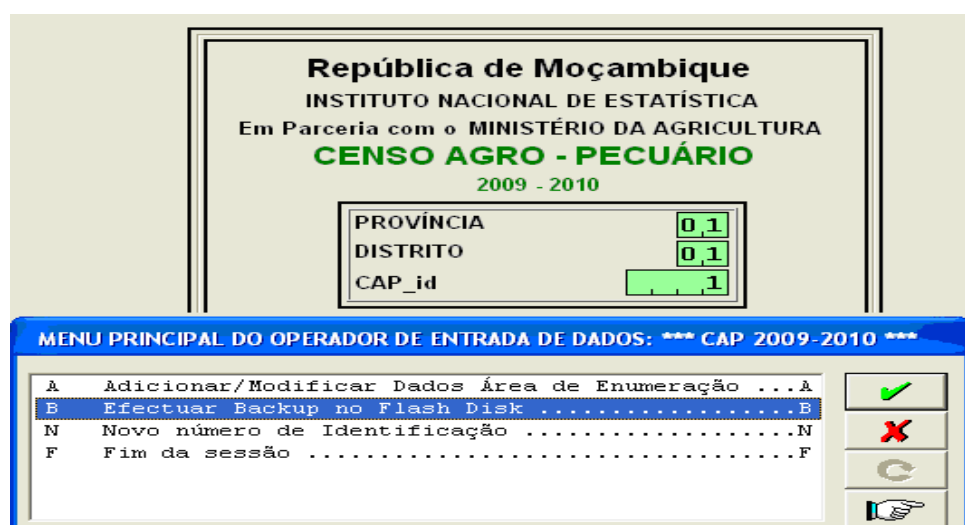 República de Moçambique
INSTITUTO NACIONAL DE ESTATÍSTICA
Em Parceria com o MINISTÉRIO DA AGRICULTURA
CENSO AGRO - PECUÁRIO
2009 - 2010
PROVÍNCIA 0,1
DISTRITO 0,1
CAP_id , , ,1
MENU PRINCIPAL DO OPERADOR DE ENTRADA DE DADOS: *** CAP 2009-2010 ***
A Adicionar/Modificar Dados Área de Enumeração ...A
B Efectuar Backup no Flash Disk ..................B
N Novo número de Identificação ...................N
F Fim da sessão ..................................F